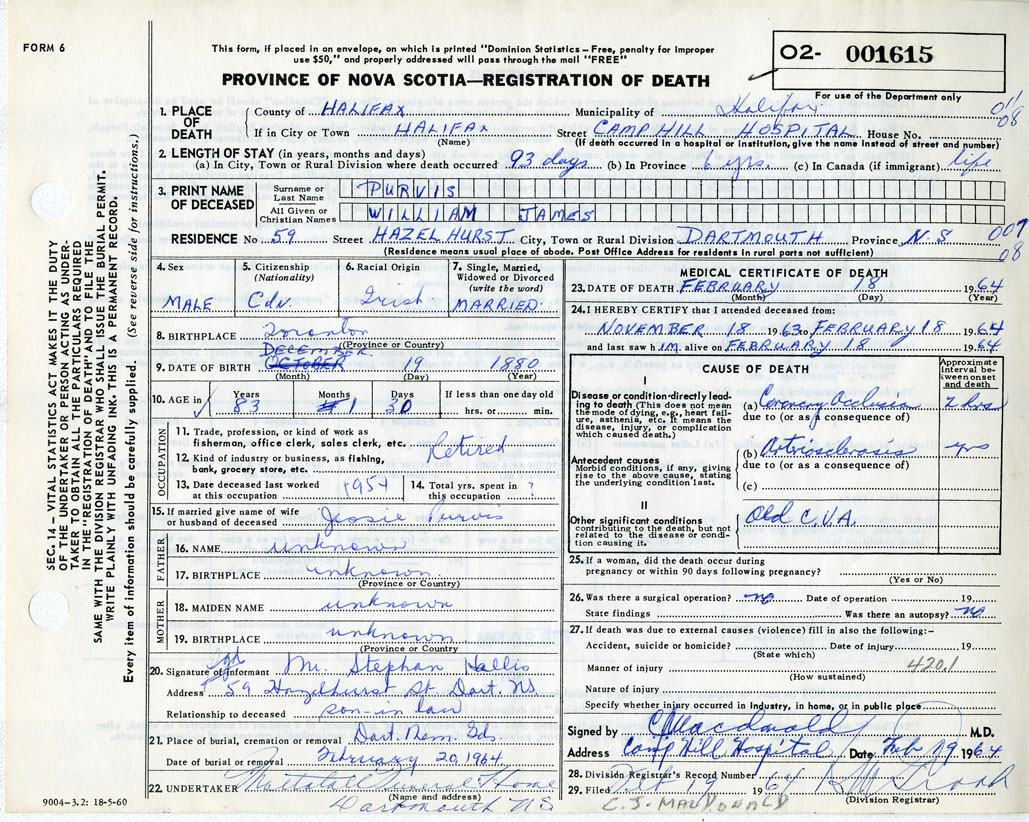 FORM 6
This form, if placed in an envelope, on which is printed "Dominion Statistics – Free, penalty for improper
use $50," and properly addressed will pass through the mail "FREE"
PROVINCE OF NOVA SCOTIA—REGISTRATION OF DEATH
02- 001615
For use of the Department only
011
08
1. PLACE OF DEATH
County of HALIFAX Municipality of Halifax
If in City or Town HALIFAX Street CAMP HILL HOSPITAL House No.
(Name) (If death occurred in a hospital or institution, give the name instead of street and number)
2. LENGTH OF STAY (in years, months and days)
(a) In City, Town or Rural Division where death occurred 93 days (b) In Province 6 yrs. (c) In Canada (if immigrant) life
3. PRINT NAME OF DECEASED
Surname or Last Name PURVIS
All Given or Christian Names WILLIAM JAMES
RESIDENCE No 59 Street HAZELHURST City, Town or Rural Division DARTMOUTH Province N.S 007
08
(Residence means usual place of abode. Post Office Address for residents in rural parts not sufficient)
4. Sex MALE
5. Citizenship (Nationality) Cdn.
6. Racial Origin Irish
7. Single, Married, Widowed or Divorced (write the word) MARRIED.
8. BIRTHPLACE Toronto
(Province or Country)
DECEMBER
9. DATE OF BIRTH OCTOBER 19 1880
(Month) (Day) (Year)
10. AGE in Years 83 Months 1 Days 30 If less than one day old hrs. or min.
OCCUPATION
11. Trade, profession, or kind of work as fisherman, office clerk, sales clerk, etc. Retired
12. Kind of industry or business, as fishing, bank, grocery store, etc.
13. Date deceased last worked at this occupation 1954
14. Total yrs. spent in this occupation ?
15. If married give name of wife or husband of deceased Jessie Purvis
FATHER
16. NAME unknown
17. BIRTHPLACE unknown
(Province or Country)
MOTHER
18. MAIDEN NAME unknown
19. BIRTHPLACE unknown
(Province or Country)
20. Signature of informant sgd Mr. Stephan Hallis
Address 59 Hazelhurst St. Dart. NS.
Relationship to deceased son-in law
21. Place of burial, cremation or removal Dart. Mem. Gds.
Date of burial or removal February 20, 1964
22. UNDERTAKER Mattatall Funeral Home
(Name and address)
Dartmouth N.S
9004–3.2: 18-5-60
MEDICAL CERTIFICATE OF DEATH
23. DATE OF DEATH FEBRUARY 18 1964
(Month) (Day) (Year)
24. I HEREBY CERTIFY that I attended deceased from:
NOVEMBER 18 1963 to FEBRUARY 18 1964
and last saw him alive on FEBRUARY 18 1964
CAUSE OF DEATH
Approximate interval between onset and death
I
Disease or condition directly leading to death (This does not mean the mode of dying, e.g., heart failure, asthenia, etc. It means the disease, injury, or complication which caused death.)
(a) Coronary Occlusion 2 hrs
due to (or as a consequence of)
Antecedent causes
Morbid conditions, if any, giving rise to the above cause, stating the underlying condition last.
(b) Arteriosclerosis yrs
due to (or as a consequence of)
(c)
II
Other significant conditions contributing to the death, but not related to the disease or condition causing it.
Old C.V.A.
25. If a woman, did the death occur during pregnancy or within 90 days following pregnancy?
(Yes or No)
26. Was there a surgical operation? no Date of operation 19
State findings Was there an autopsy? no
27. If death was due to external causes (violence) fill in also the following:–
Accident, suicide or homicide? Date of injury 19
(State which)
Manner of injury 420.1
(How sustained)
Nature of injury
Specify whether injury occurred in industry, in home, or in public place
Signed by C J Macdonald M.D.
Address Camp Hill Hospital Date Feb 19 1964
28. Division Registrar's Record Number
29. Filed Feb 19 1964
(Division Registrar)
C. J. MACDONALD
SEC. 14 – VITAL STATISTICS ACT MAKES IT THE DUTY
OF THE UNDERTAKER OR PERSON ACTING AS UNDER-
TAKER TO OBTAIN ALL THE PARTICULARS REQUIRED
IN THE "REGISTRATION OF DEATH" AND TO FILE THE
SAME WITH THE DIVISION REGISTRAR WHO SHALL ISSUE THE BURIAL PERMIT.
WRITE PLAINLY WITH UNFADING INK. THIS IS A PERMANENT RECORD.
Every item of information should be carefully supplied. (See reverse side for instructions.)